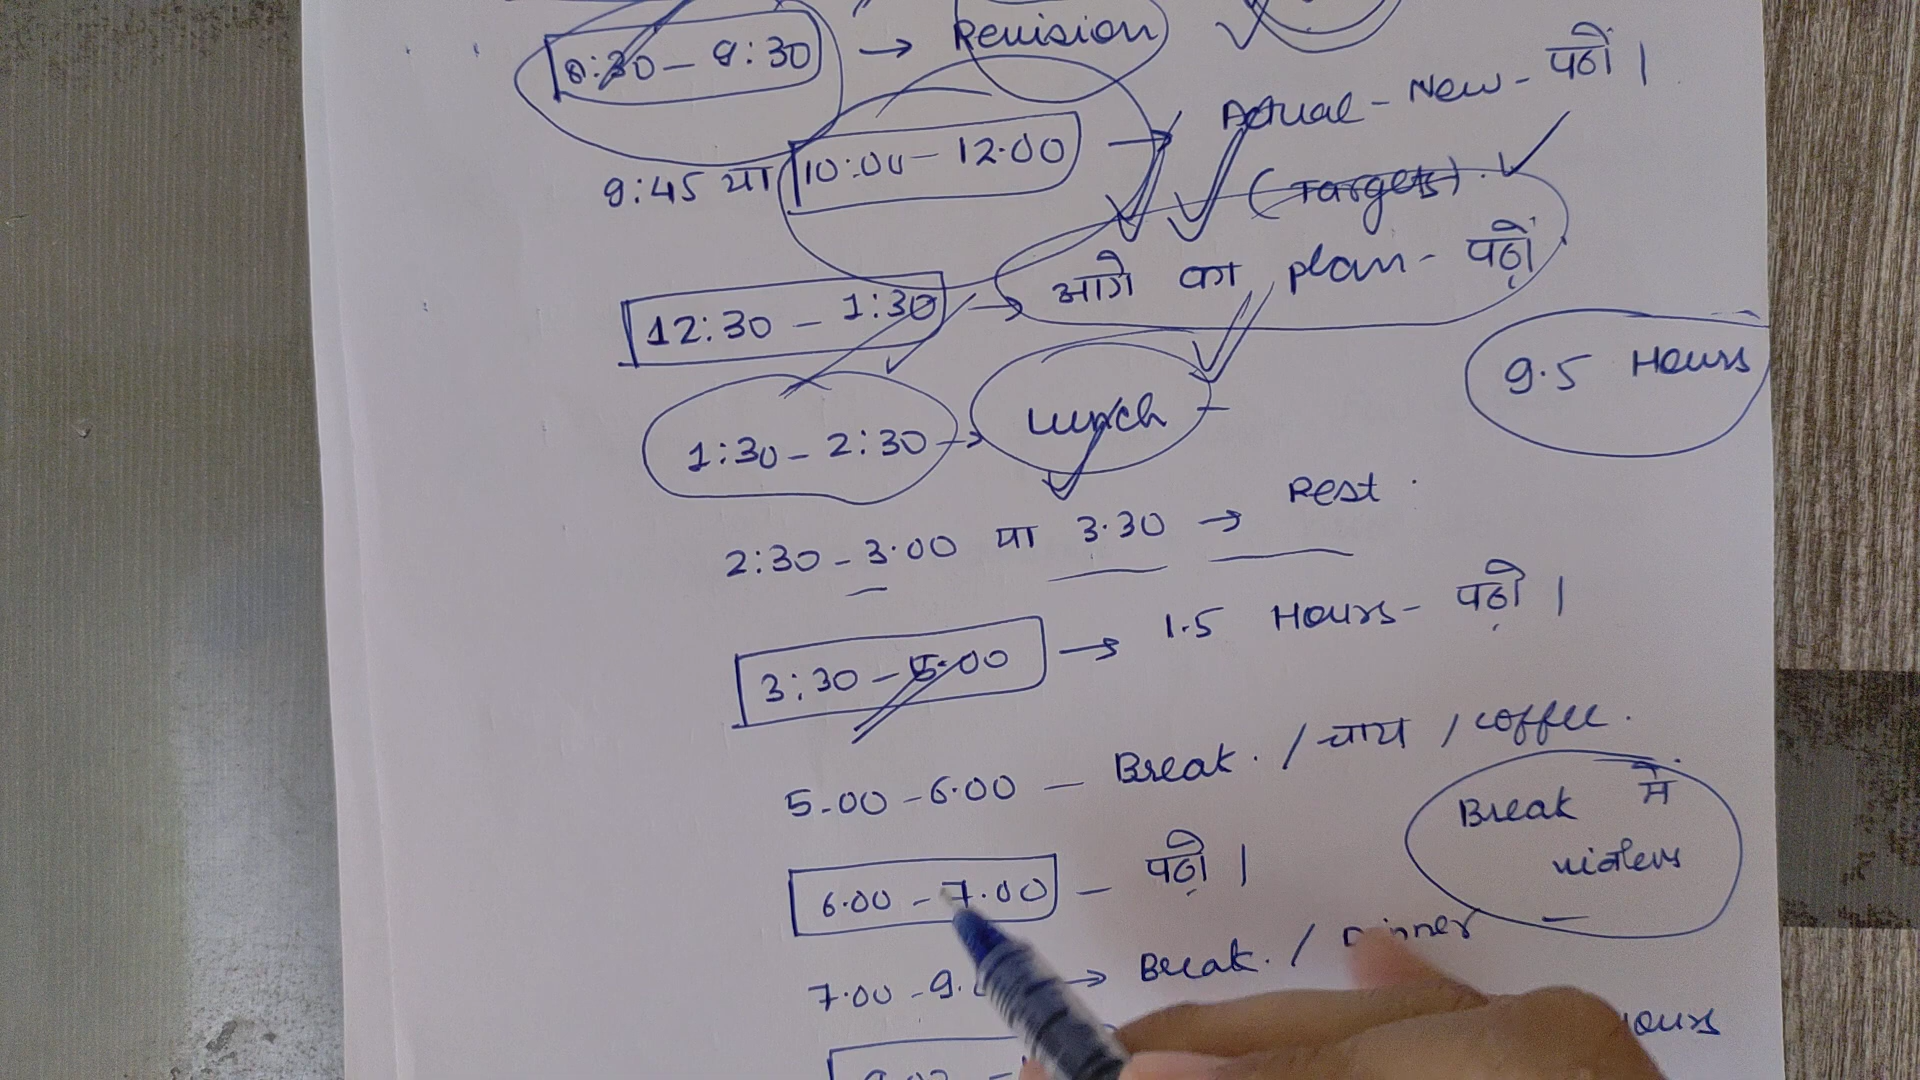 8:30 – 9:30 → Revision
9:45 या 10:00 – 12.00 → Actual - New - पढों |
(Targets).
12:30 – 1:30 → आगे का plan - पढ़ों
9.5 Hours
1:30 – 2:30 → Lunch -
2:30 – 3.00 या 3.30 → Rest
3:30 – 5.00 → 1.5 Hours - पढ़ो |
5.00 – 6.00 – Break. / चाय / coffee.
Break में
6.00 – 7.00 – पढ़ो |
7.00 – 9. → Break. / Dinner